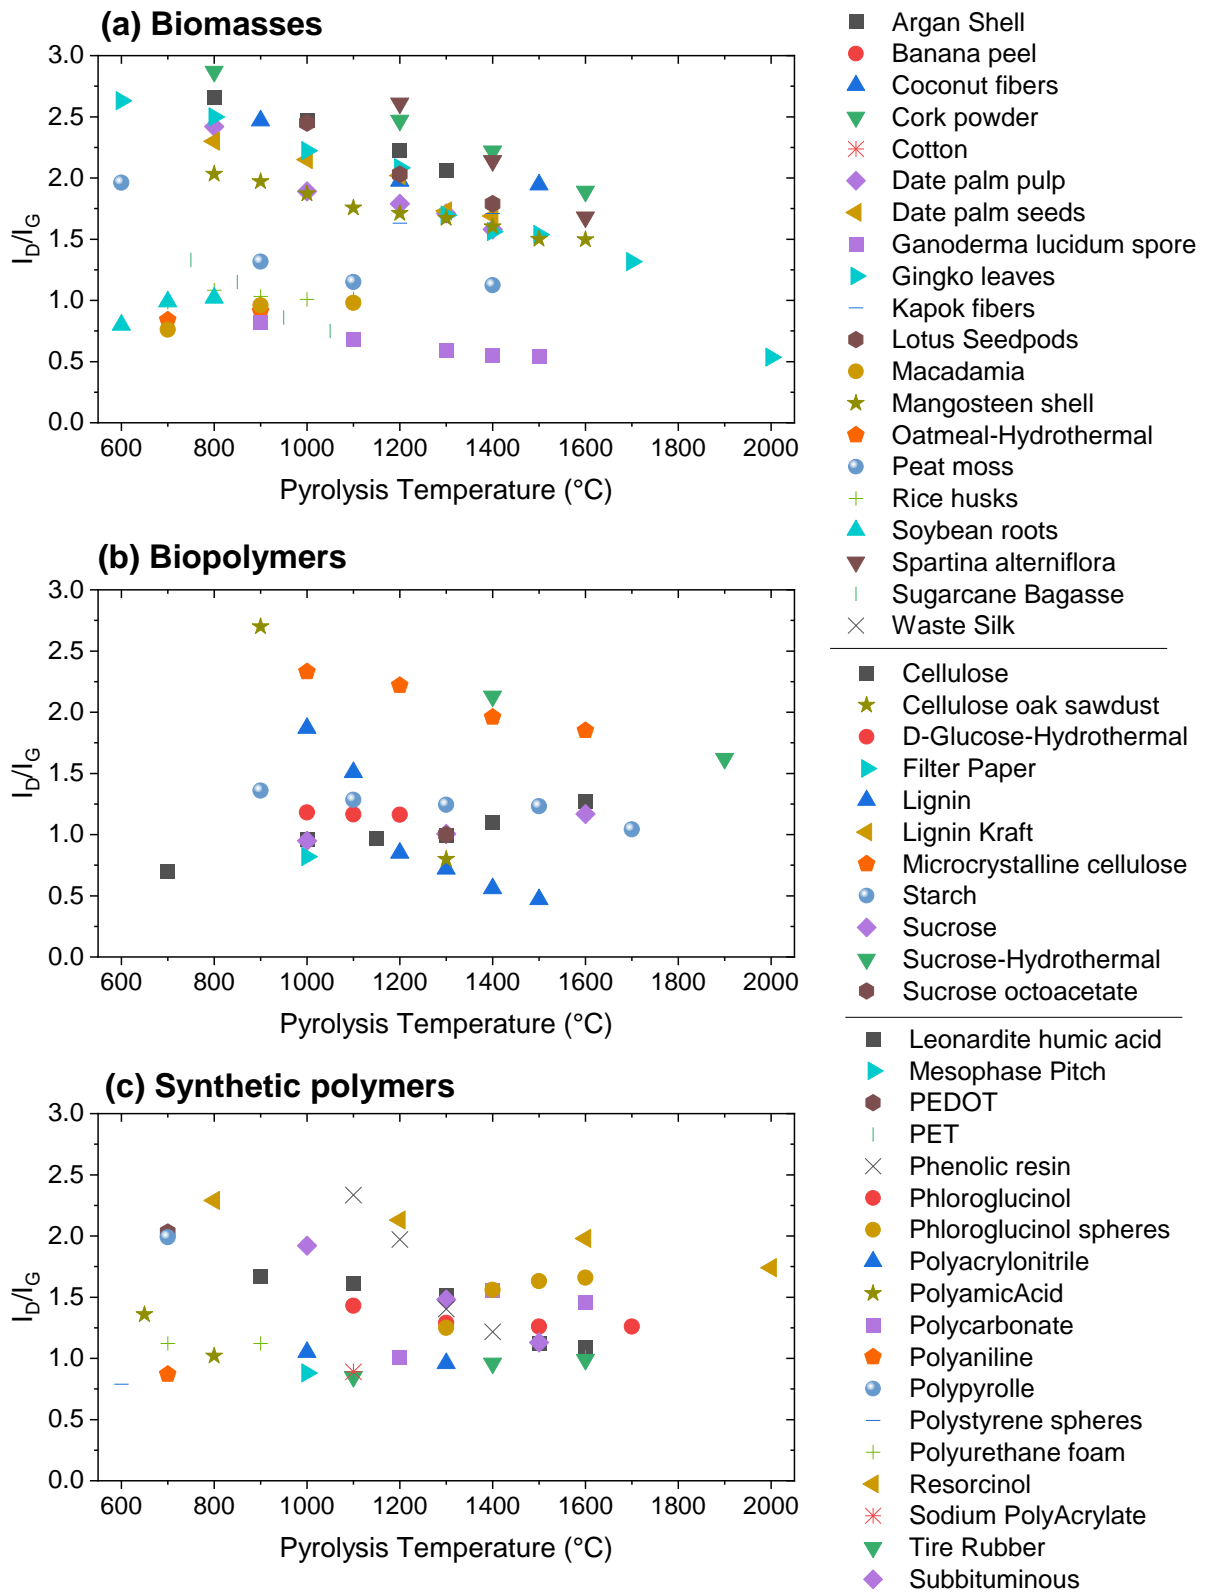 (a) Biomasses
3.0
2.5
2.0
1.5
1.0
0.5
0.0
I_D/I_G
600 800 1000 1200 1400 1600 1800 2000
Pyrolysis Temperature (°C)
Argan Shell
Banana peel
Coconut fibers
Cork powder
Cotton
Date palm pulp
Date palm seeds
Ganoderma lucidum spore
Gingko leaves
Kapok fibers
Lotus Seedpods
Macadamia
Mangosteen shell
Oatmeal-Hydrothermal
Peat moss
Rice husks
Soybean roots
Spartina alterniflora
Sugarcane Bagasse
Waste Silk
(b) Biopolymers
3.0
2.5
2.0
1.5
1.0
0.5
0.0
I_D/I_G
600 800 1000 1200 1400 1600 1800 2000
Pyrolysis Temperature (°C)
Cellulose
Cellulose oak sawdust
D-Glucose-Hydrothermal
Filter Paper
Lignin
Lignin Kraft
Microcrystalline cellulose
Starch
Sucrose
Sucrose-Hydrothermal
Sucrose octoacetate
(c) Synthetic polymers
3.0
2.5
2.0
1.5
1.0
0.5
0.0
I_D/I_G
600 800 1000 1200 1400 1600 1800 2000
Pyrolysis Temperature (°C)
Leonardite humic acid
Mesophase Pitch
PEDOT
PET
Phenolic resin
Phloroglucinol
Phloroglucinol spheres
Polyacrylonitrile
PolyamicAcid
Polycarbonate
Polyaniline
Polypyrolle
Polystyrene spheres
Polyurethane foam
Resorcinol
Sodium PolyAcrylate
Tire Rubber
Subbituminous